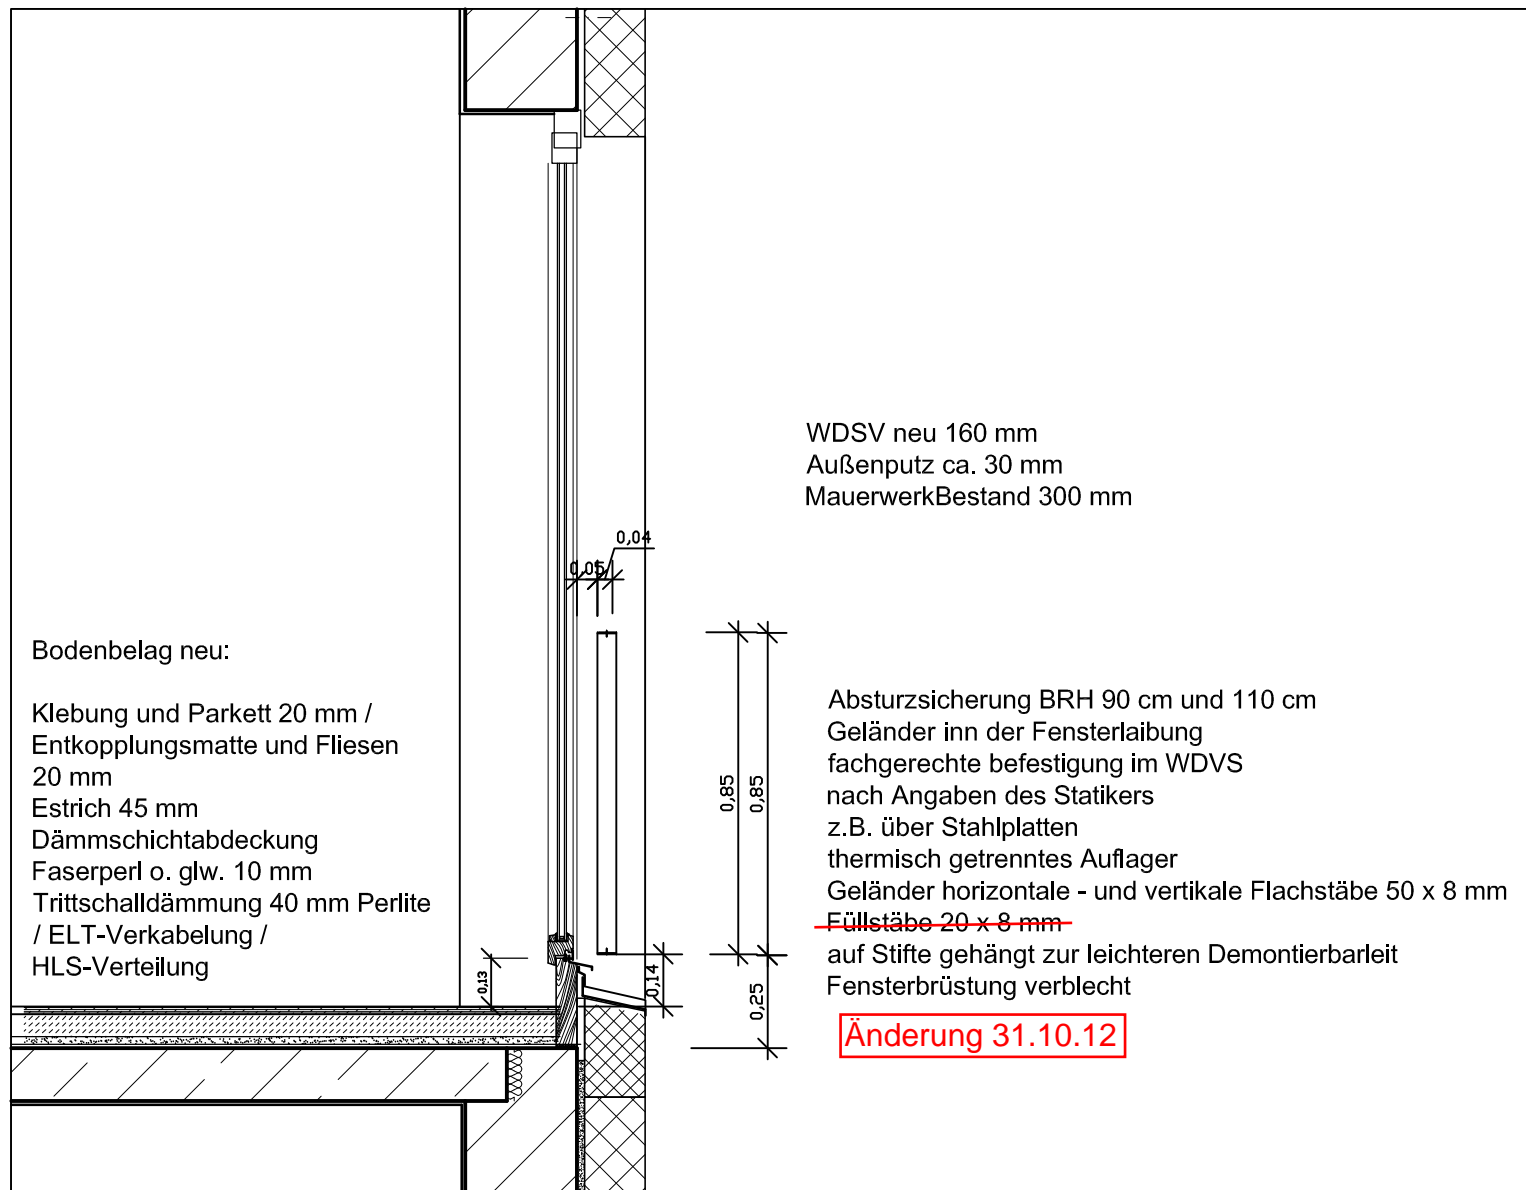 WDSV neu 160 mm
Außenputz ca. 30 mm
MauerwerkBestand 300 mm
0,04
0,05
Bodenbelag neu:
Klebung und Parkett 20 mm /
Entkopplungsmatte und Fliesen
20 mm
Estrich 45 mm
Dämmschichtabdeckung
Faserperl o. glw. 10 mm
Trittschalldämmung 40 mm Perlite
/ ELT-Verkabelung /
HLS-Verteilung
0,13
0,14
0,85
0,85
0,25
Absturzsicherung BRH 90 cm und 110 cm
Geländer inn der Fensterlaibung
fachgerechte befestigung im WDVS
nach Angaben des Statikers
z.B. über Stahlplatten
thermisch getrenntes Auflager
Geländer horizontale - und vertikale Flachstäbe 50 x 8 mm
Füllstäbe 20 x 8 mm
auf Stifte gehängt zur leichteren Demontierbarleit
Fensterbrüstung verblecht
Änderung 31.10.12